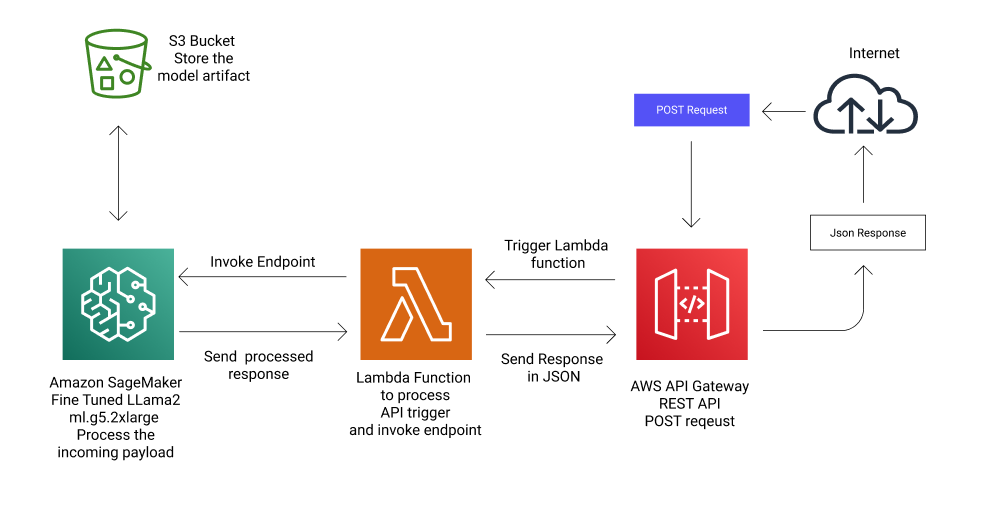 S3 Bucket
Store the
model artifact
Internet
POST Request
Json Response
Trigger Lambda
function
Invoke Endpoint
</>
Send processed
response
Send Response
in JSON
Amazon SageMaker
Fine Tuned LLama2
ml.g5.2xlarge
Process the
incoming payload
Lambda Function
to process
API trigger
and invoke endpoint
AWS API Gateway
REST API
POST reqeust